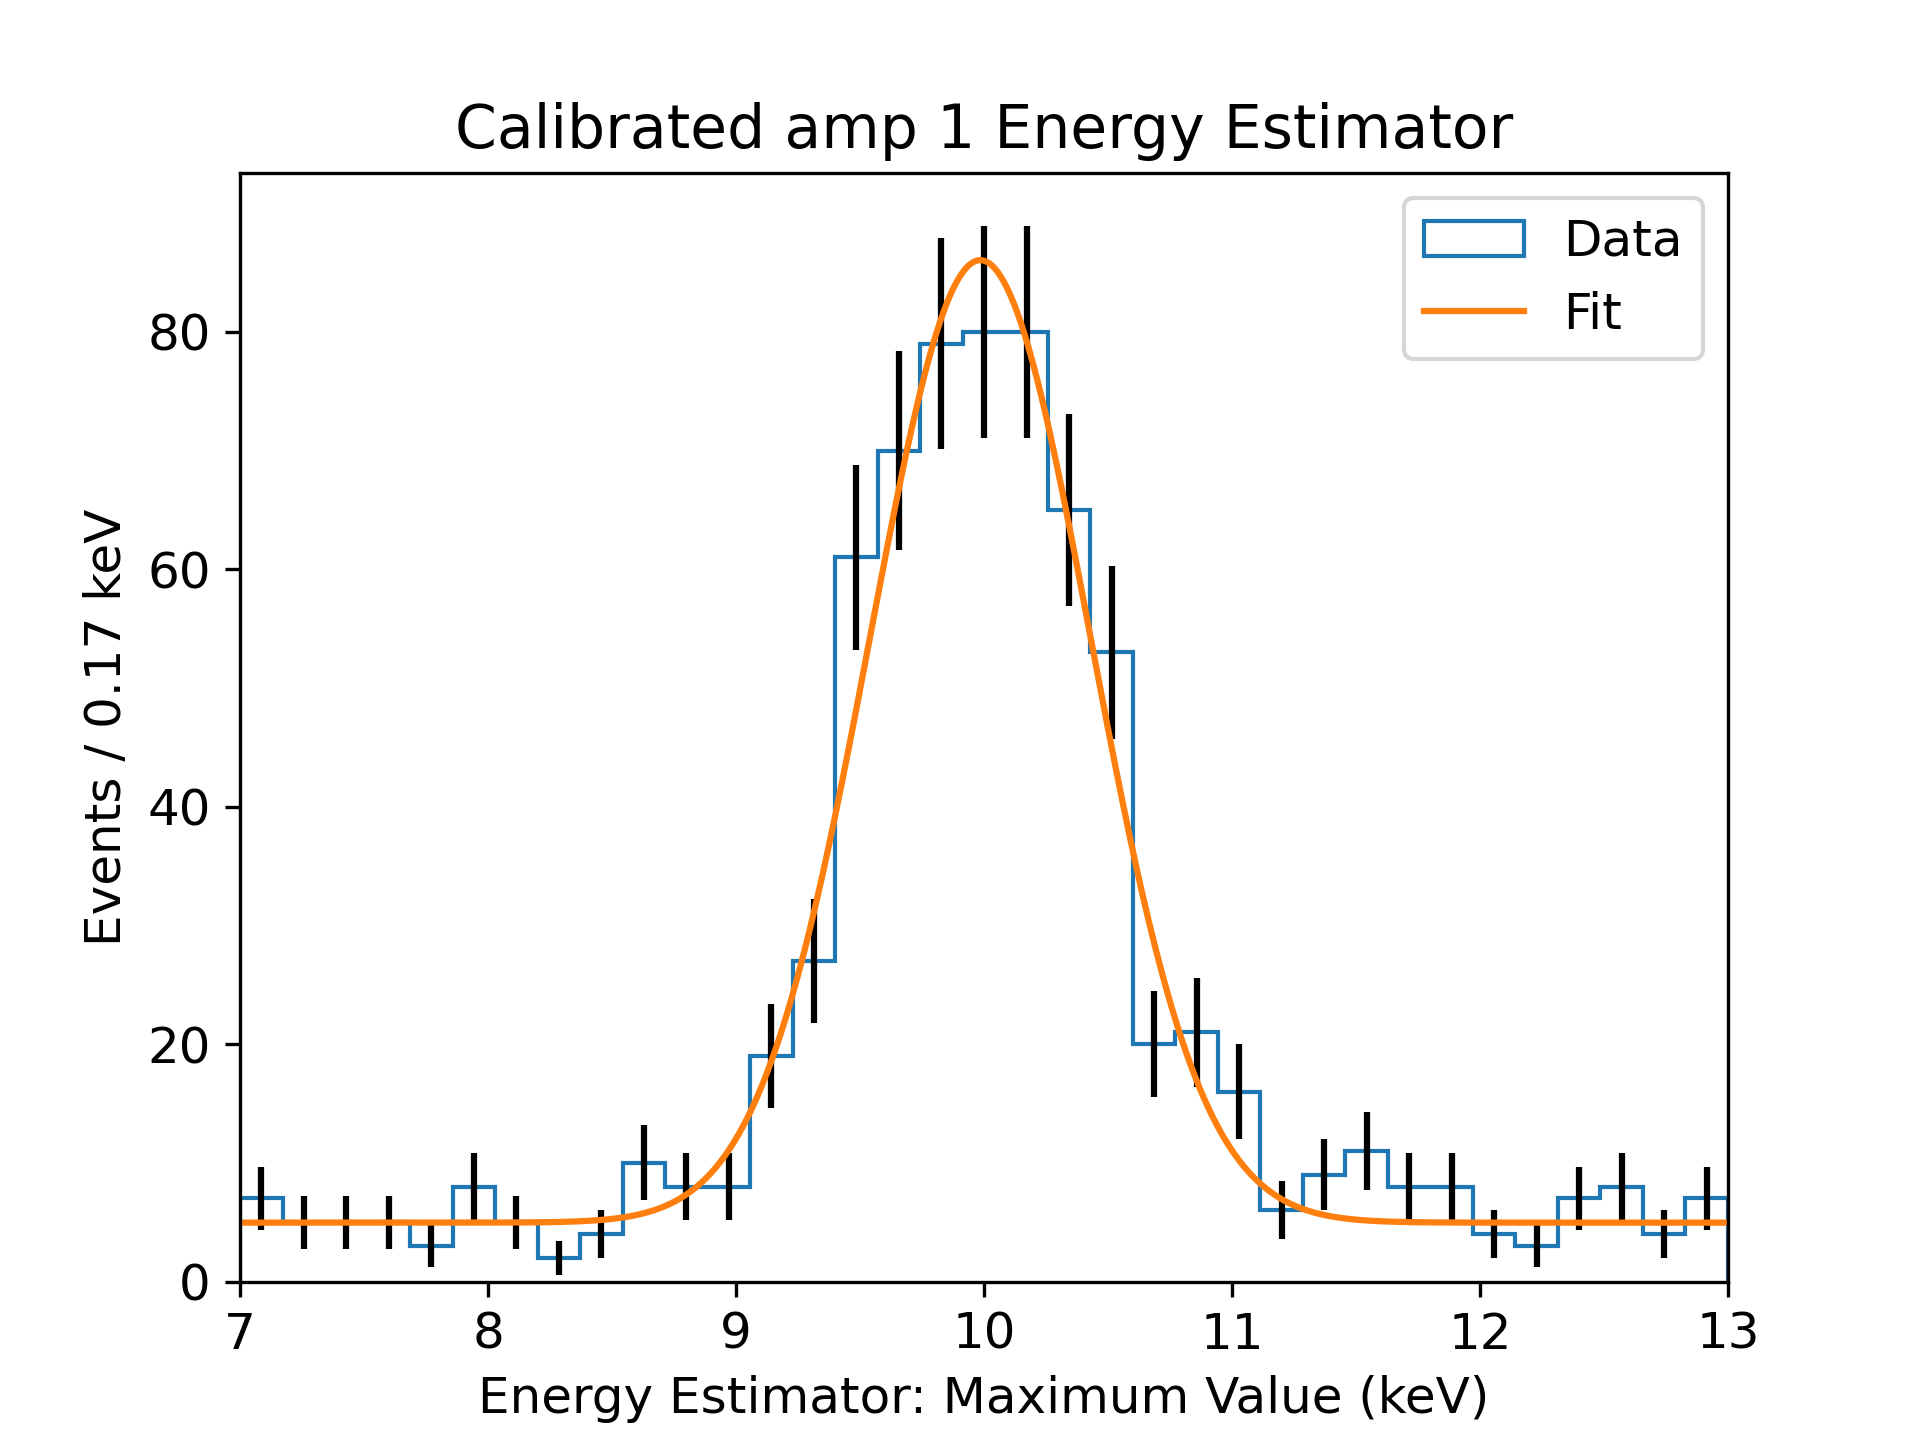 Calibrated amp 1 Energy Estimator
Data
Fit
80
60
40
20
0
Events / 0.17 keV
7 8 9 10 11 12 13
Energy Estimator: Maximum Value (keV)